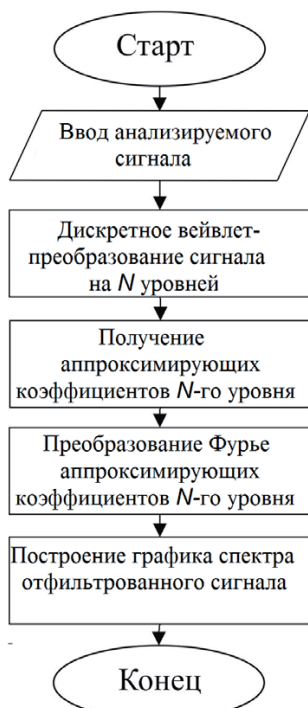 Старт
Ввод анализируемого
сигнала
Дискретное вейвлет-
преобразование сигнала
на N уровней
Получение
аппроксимирующих
коэффициентов N-го уровня
Преобразование Фурье
аппроксимирующих
коэффициентов N-го уровня
Построение графика спектра
отфильтрованного сигнала
Конец